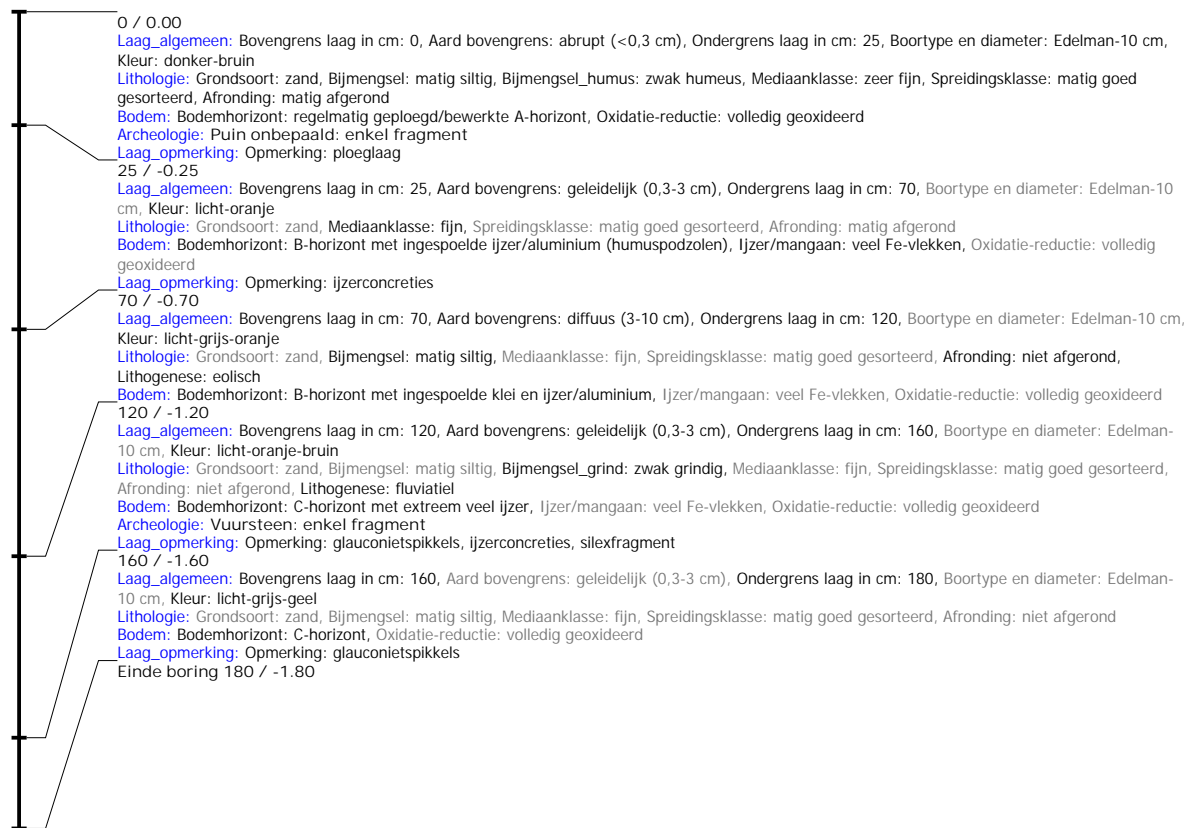 0 / 0.00
Laag_algemeen: Bovengrens laag in cm: 0, Aard bovengrens: abrupt (<0,3 cm), Ondergrens laag in cm: 25, Boortype en diameter: Edelman-10 cm,
Kleur: donker-bruin
Lithologie: Grondsoort: zand, Bijmengsel: matig siltig, Bijmengsel_humus: zwak humeus, Mediaanklasse: zeer fijn, Spreidingsklasse: matig goed
gesorteerd, Afronding: matig afgerond
Bodem: Bodemhorizont: regelmatig geploegd/bewerkte A-horizont, Oxidatie-reductie: volledig geoxideerd
Archeologie: Puin onbepaald: enkel fragment
Laag_opmerking: Opmerking: ploeglaag
25 / -0.25
Laag_algemeen: Bovengrens laag in cm: 25, Aard bovengrens: geleidelijk (0,3-3 cm), Ondergrens laag in cm: 70, Boortype en diameter: Edelman-10
cm, Kleur: licht-oranje
Lithologie: Grondsoort: zand, Mediaanklasse: fijn, Spreidingsklasse: matig goed gesorteerd, Afronding: matig afgerond
Bodem: Bodemhorizont: B-horizont met ingespoelde ijzer/aluminium (humuspodzolen), Ijzer/mangaan: veel Fe-vlekken, Oxidatie-reductie: volledig
geoxideerd
Laag_opmerking: Opmerking: ijzerconcreties
70 / -0.70
Laag_algemeen: Bovengrens laag in cm: 70, Aard bovengrens: diffuus (3-10 cm), Ondergrens laag in cm: 120, Boortype en diameter: Edelman-10 cm,
Kleur: licht-grijs-oranje
Lithologie: Grondsoort: zand, Bijmengsel: matig siltig, Mediaanklasse: fijn, Spreidingsklasse: matig goed gesorteerd, Afronding: niet afgerond,
Lithogenese: eolisch
Bodem: Bodemhorizont: B-horizont met ingespoelde klei en ijzer/aluminium, Ijzer/mangaan: veel Fe-vlekken, Oxidatie-reductie: volledig geoxideerd
120 / -1.20
Laag_algemeen: Bovengrens laag in cm: 120, Aard bovengrens: geleidelijk (0,3-3 cm), Ondergrens laag in cm: 160, Boortype en diameter: Edelman-
10 cm, Kleur: licht-oranje-bruin
Lithologie: Grondsoort: zand, Bijmengsel: matig siltig, Bijmengsel_grind: zwak grindig, Mediaanklasse: fijn, Spreidingsklasse: matig goed gesorteerd,
Afronding: niet afgerond, Lithogenese: fluviatiel
Bodem: Bodemhorizont: C-horizont met extreem veel ijzer, Ijzer/mangaan: veel Fe-vlekken, Oxidatie-reductie: volledig geoxideerd
Archeologie: Vuursteen: enkel fragment
Laag_opmerking: Opmerking: glauconietspikkels, ijzerconcreties, silexfragment
160 / -1.60
Laag_algemeen: Bovengrens laag in cm: 160, Aard bovengrens: geleidelijk (0,3-3 cm), Ondergrens laag in cm: 180, Boortype en diameter: Edelman-
10 cm, Kleur: licht-grijs-geel
Lithologie: Grondsoort: zand, Bijmengsel: matig siltig, Mediaanklasse: fijn, Spreidingsklasse: matig goed gesorteerd, Afronding: niet afgerond
Bodem: Bodemhorizont: C-horizont, Oxidatie-reductie: volledig geoxideerd
Laag_opmerking: Opmerking: glauconietspikkels
Einde boring 180 / -1.80